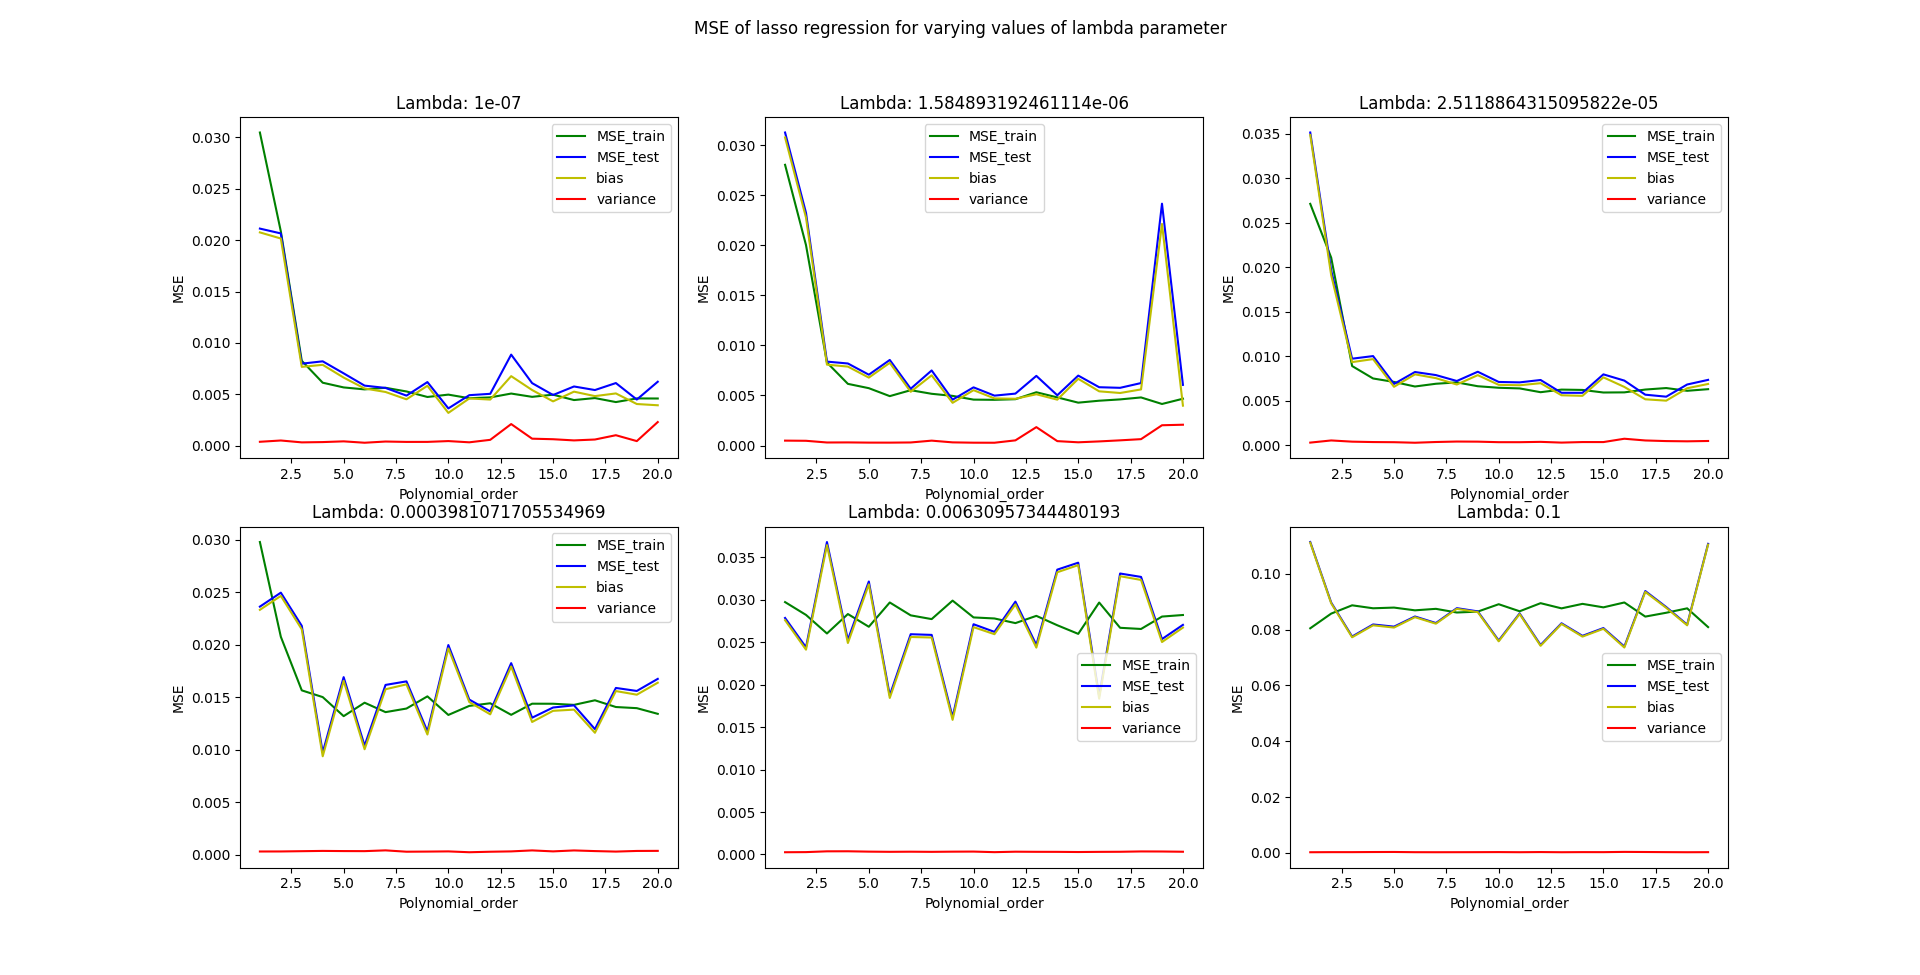 MSE of lasso regression for varying values of lambda parameter
Lambda: 1e-07
MSE
0.030
0.025
0.020
0.015
0.010
0.005
0.000
MSE_train
MSE_test
bias
variance
2.5 5.0 7.5 10.0 12.5 15.0 17.5 20.0
Polynomial_order
Lambda: 1.584893192461114e-06
MSE
0.030
0.025
0.020
0.015
0.010
0.005
0.000
MSE_train
MSE_test
bias
variance
2.5 5.0 7.5 10.0 12.5 15.0 17.5 20.0
Polynomial_order
Lambda: 2.5118864315095822e-05
MSE
0.035
0.030
0.025
0.020
0.015
0.010
0.005
0.000
MSE_train
MSE_test
bias
variance
2.5 5.0 7.5 10.0 12.5 15.0 17.5 20.0
Polynomial_order
Lambda: 0.0003981071705534969
MSE
0.030
0.025
0.020
0.015
0.010
0.005
0.000
MSE_train
MSE_test
bias
variance
2.5 5.0 7.5 10.0 12.5 15.0 17.5 20.0
Polynomial_order
Lambda: 0.00630957344480193
MSE
0.035
0.030
0.025
0.020
0.015
0.010
0.005
0.000
MSE_train
MSE_test
bias
variance
2.5 5.0 7.5 10.0 12.5 15.0 17.5 20.0
Polynomial_order
Lambda: 0.1
MSE
0.10
0.08
0.06
0.04
0.02
0.00
MSE_train
MSE_test
bias
variance
2.5 5.0 7.5 10.0 12.5 15.0 17.5 20.0
Polynomial_order